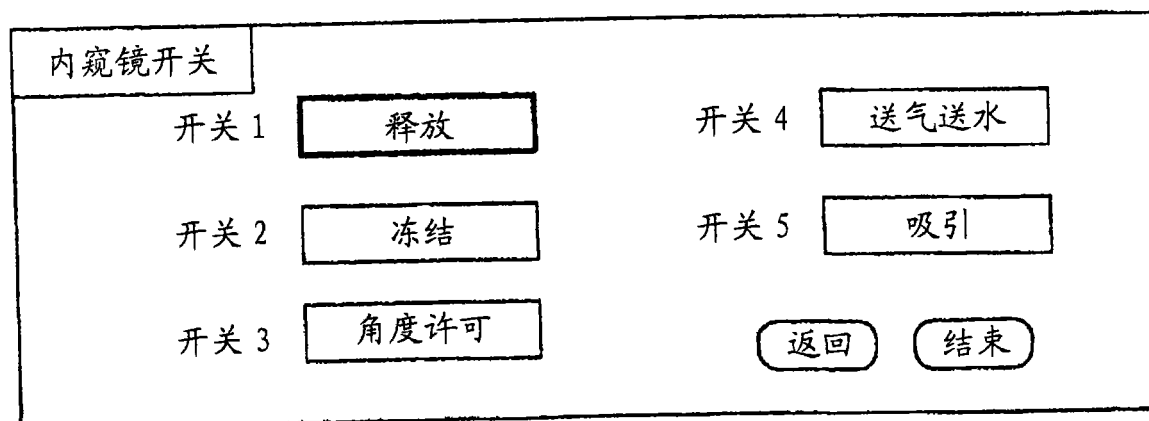 内窥镜开关
开关 1 释放
开关 4 送气送水
开关 2 冻结
开关 5 吸引
开关 3 角度许可
返回 结束